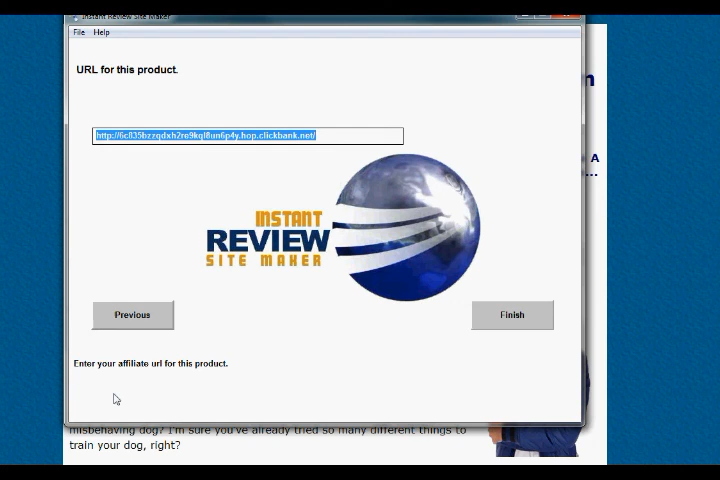 Instant Review Site Maker
File Help
URL for this product.
http://6c835bzzqdxh2re9kql8un6p4y.hop.clickbank.net/
INSTANT
REVIEW
SITE MAKER
Previous
Finish
Enter your affiliate url for this product.
A
...
misbehaving dog? I'm sure you've already tried so many different things to
train your dog, right?